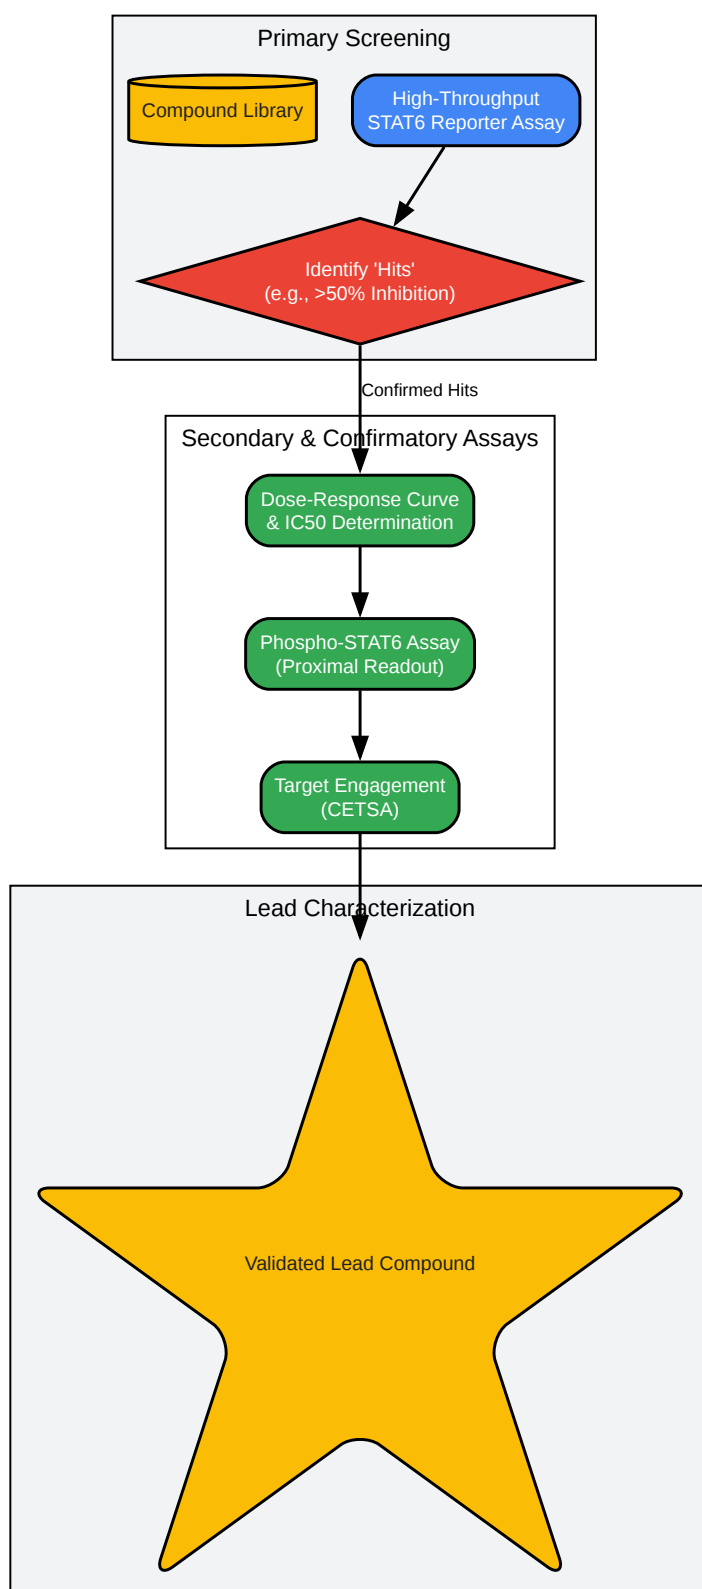 Primary Screening
Compound Library
High-Throughput
STAT6 Reporter Assay
Identify 'Hits'
(e.g., >50% Inhibition)
Confirmed Hits
Secondary & Confirmatory Assays
Dose-Response Curve
& IC50 Determination
Phospho-STAT6 Assay
(Proximal Readout)
Target Engagement
(CETSA)
Lead Characterization
Validated Lead Compound